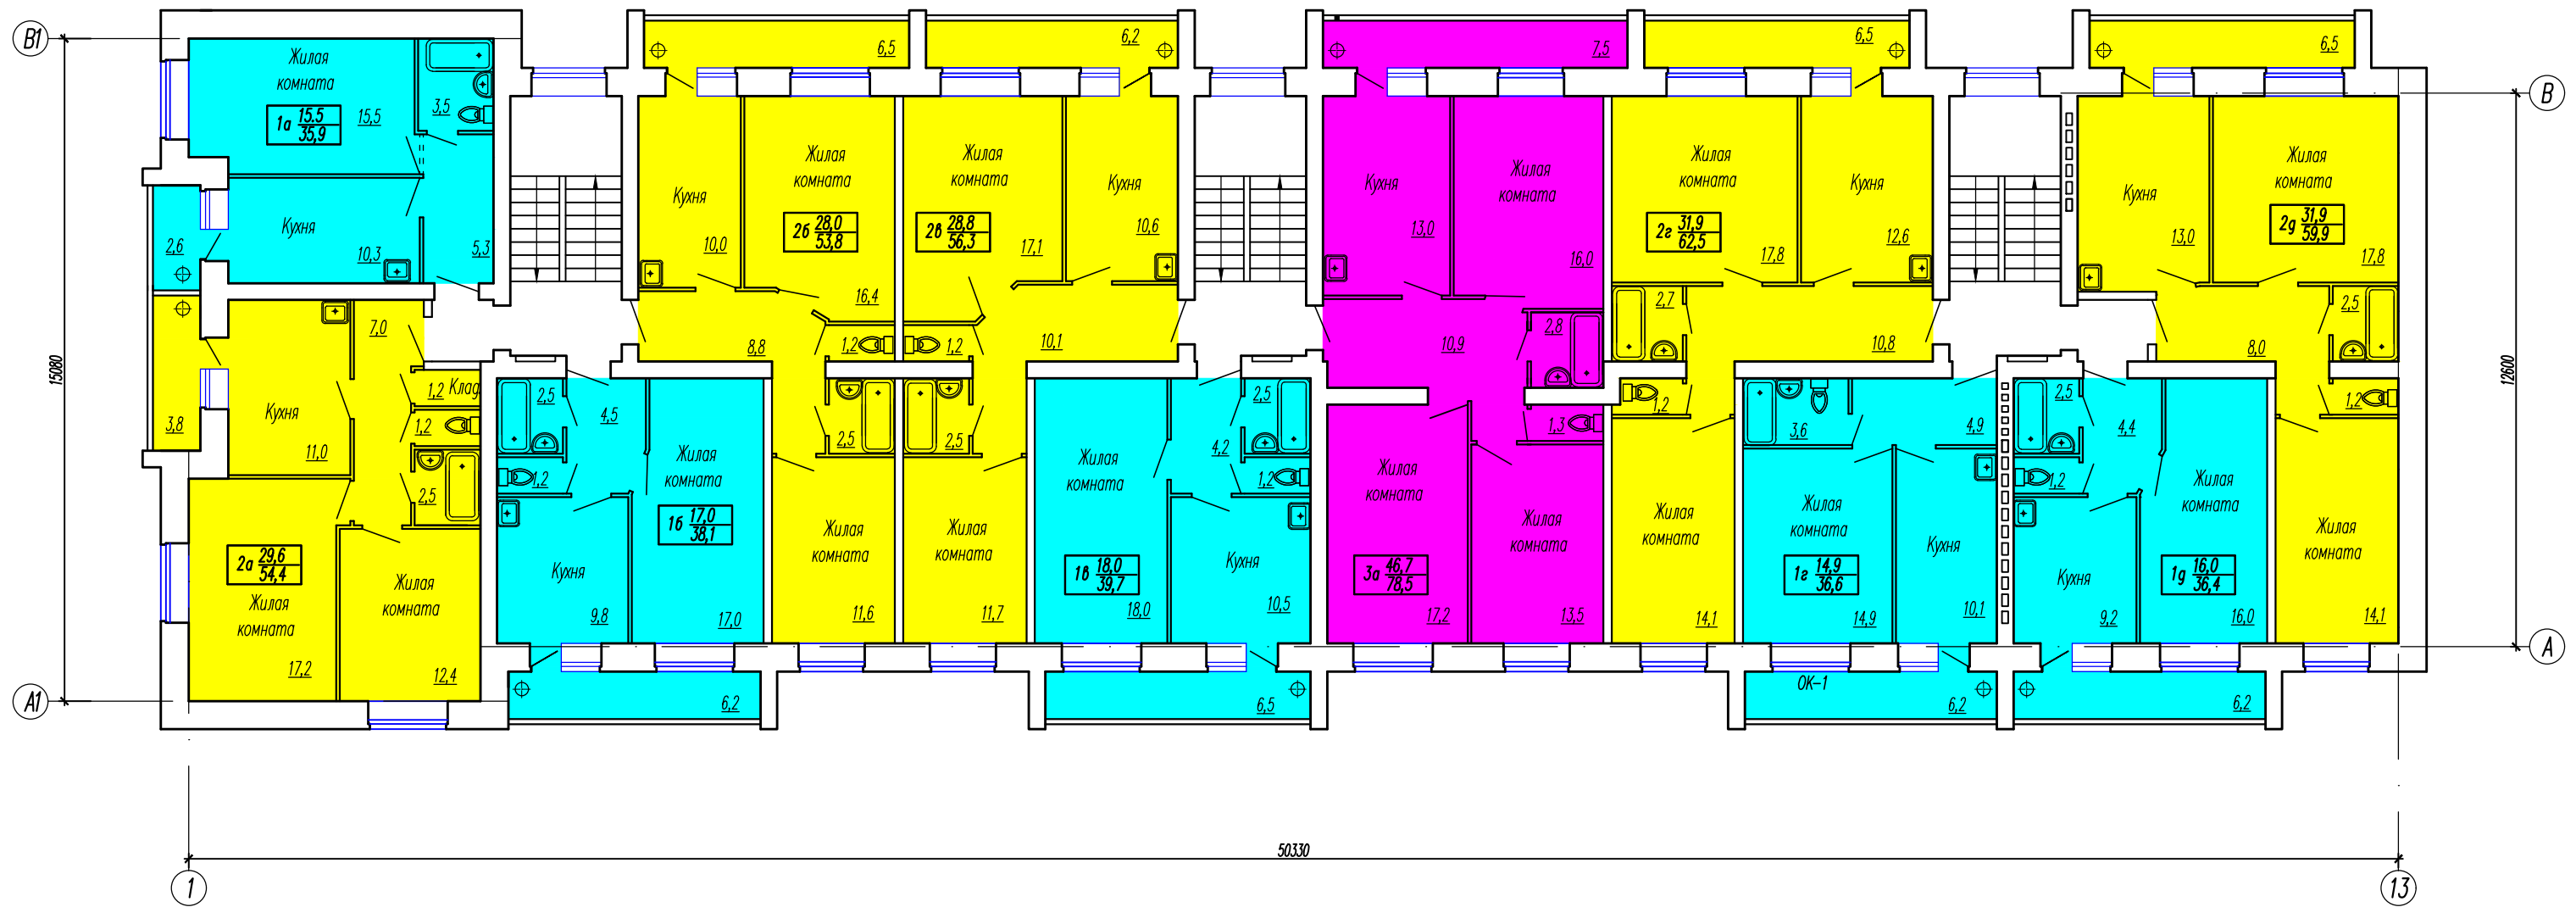 В1
Жилая
комната
1а 15.5
35,9
15,5
3,5
Кухня
2,6
10,3
5,3
6,5
6,2
Кухня
10,0
Жилая
комната
2б 28,0
53,8
16,4
Жилая
комната
2в 28,8
56,3
17,1
Кухня
10,6
7,5
Кухня
13,0
Жилая
комната
16,0
6,5
Жилая
комната
2г 31,9
62,5
17,8
Кухня
12,6
6,5
Кухня
13,0
Жилая
комната
2д 31,9
59,9
17,8
В
15080
12600
3,8
Кухня
11,0
7,0
1,2 Клад.
1,2
2,5
8,8
1,2
1,2
10,1
2,5
2,5
10,9
2,8
1,3
2,7
10,8
1,2
8,0
2,5
1,2
2а 29,6
54,4
Жилая
комната
17,2
Жилая
комната
12,4
2,5
4,5
1,2
Кухня
9,8
Жилая
комната
1б 17,0
38,1
17,0
6,2
Жилая
комната
11,6
Жилая
комната
11,7
Жилая
комната
1в 18,0
39,7
18,0
4,2
2,5
1,2
Кухня
10,5
6,5
Жилая
комната
3а 46,7
78,5
17,2
Жилая
комната
13,5
Жилая
комната
14,1
3,6
4,9
Жилая
комната
1г 14,9
36,6
14,9
Кухня
10,1
ОК-1
6,2
2,5
4,4
1,2
Кухня
9,2
Жилая
комната
1д 16,0
36,4
16,0
6,2
Жилая
комната
14,1
А1
А
50330
1
13